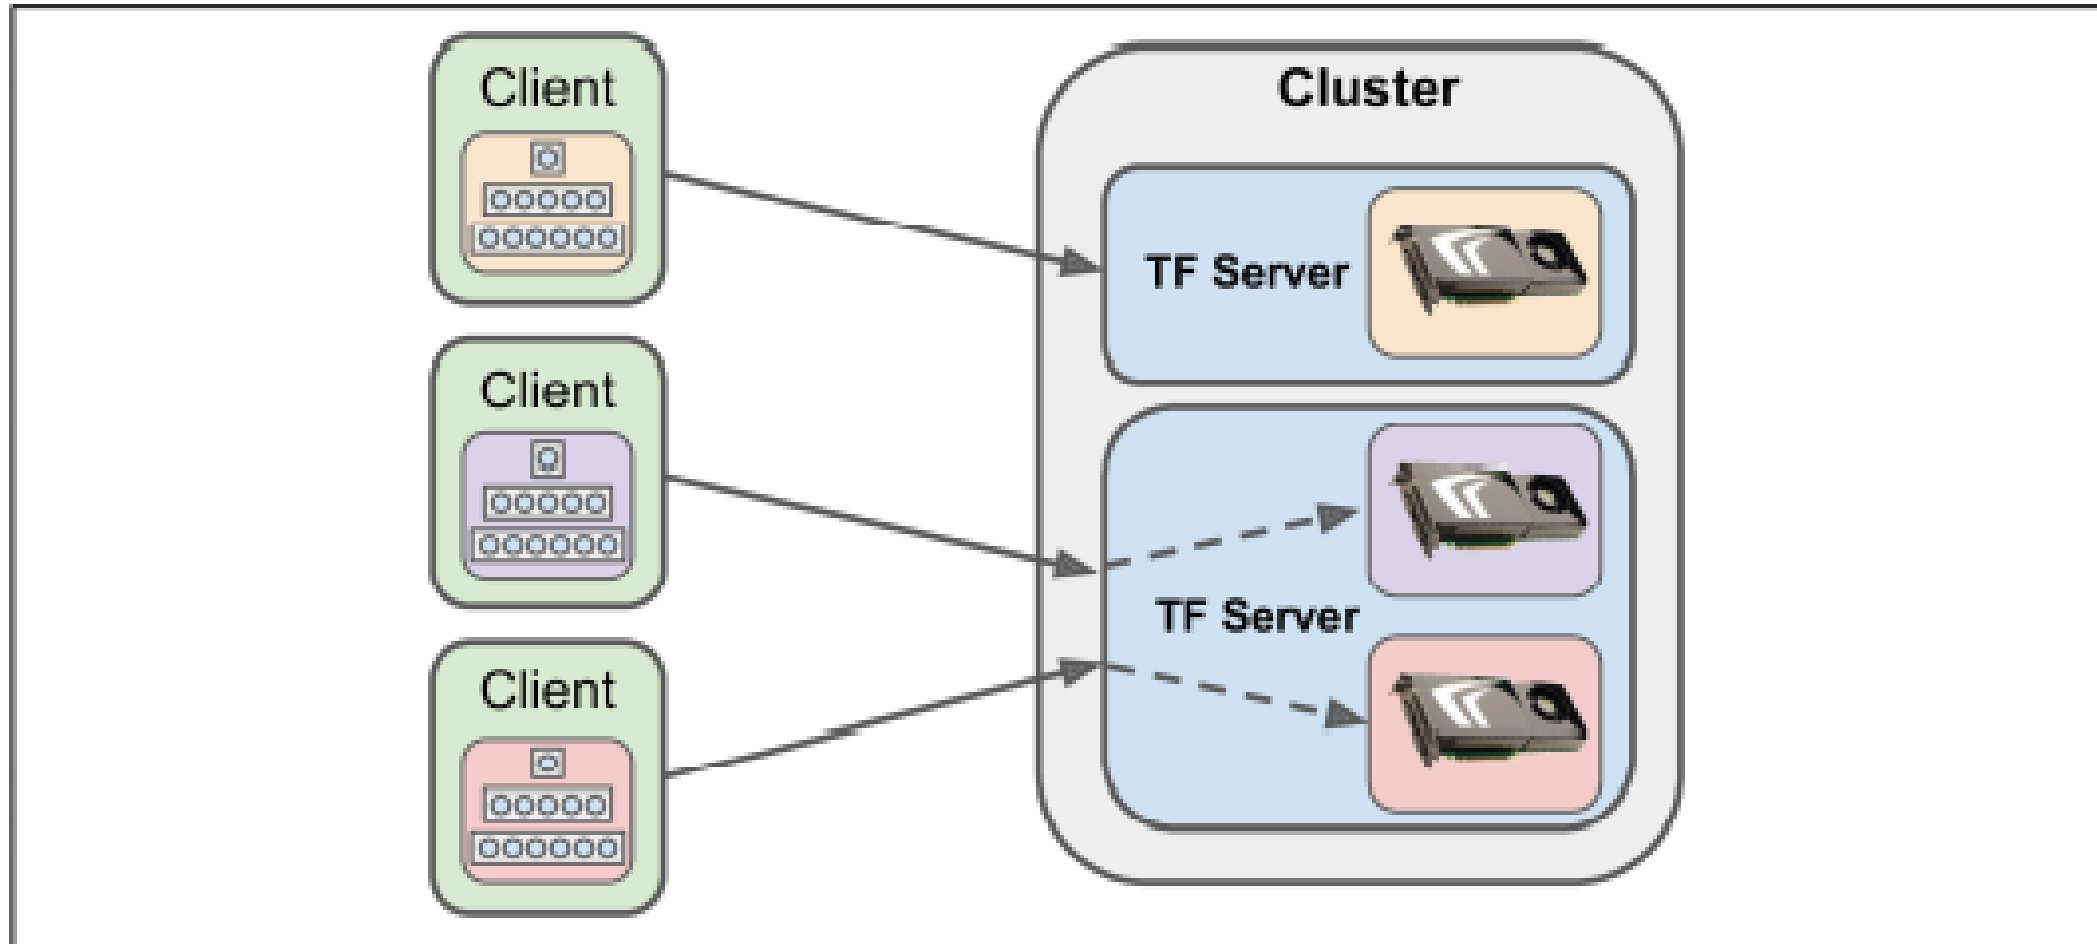 Client
Client
Client
Cluster
TF Server
TF Server